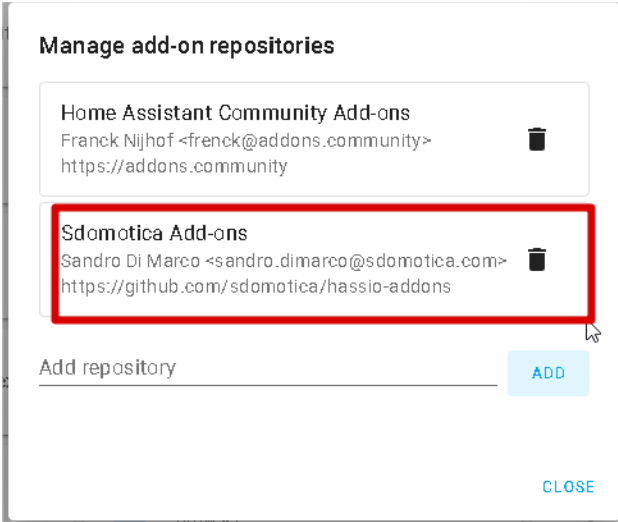 Manage add-on repositories
Home Assistant Community Add-ons
Franck Nijhof <frenck@addons.community>
https://addons.community
Sdomotica Add-ons
Sandro Di Marco <sandro.dimarco@sdomotica.com>
https://github.com/sdomotica/hassio-addons
Add repository
ADD
CLOSE